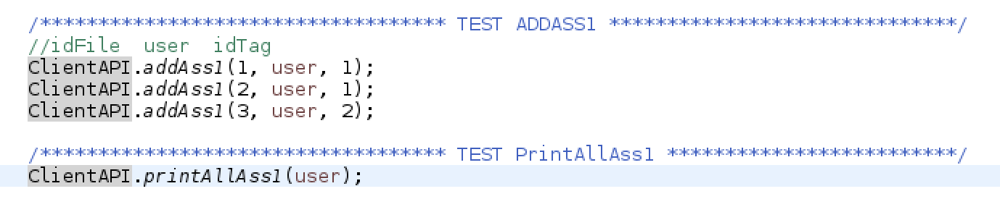 /*********************************** TEST ADDASS1 ******************************/
//idFile  user  idTag
ClientAPI.addAss1(1, user, 1);
ClientAPI.addAss1(2, user, 1);
ClientAPI.addAss1(3, user, 2);
/*********************************** TEST PrintAllAss1 *************************/
ClientAPI.printAllAss1(user);